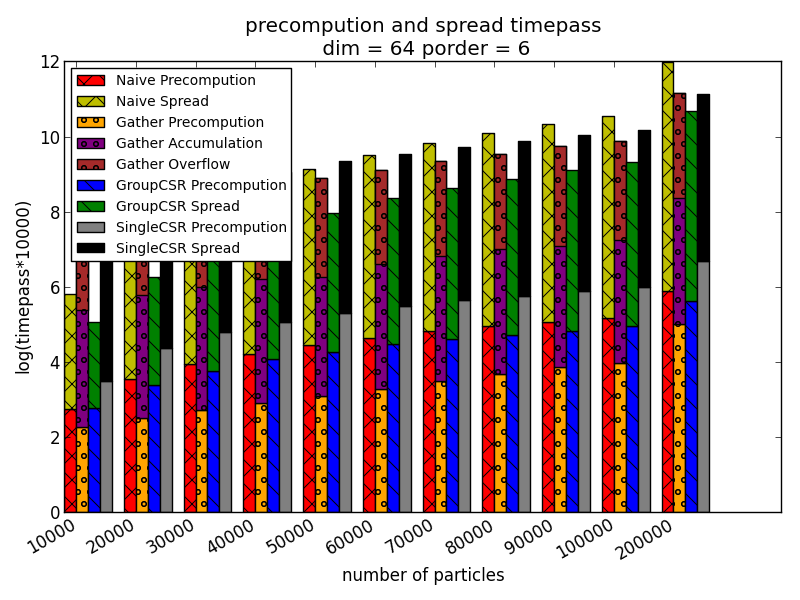 precompution and spread timepass
dim = 64 porder = 6
log(timepass*10000)
12
10
8
6
4
2
0
Naive Precompution
Naive Spread
Gather Precompution
Gather Accumulation
Gather Overflow
GroupCSR Precompution
GroupCSR Spread
SingleCSR Precompution
SingleCSR Spread
10000
20000
30000
40000
50000
60000
70000
80000
90000
100000
200000
number of particles